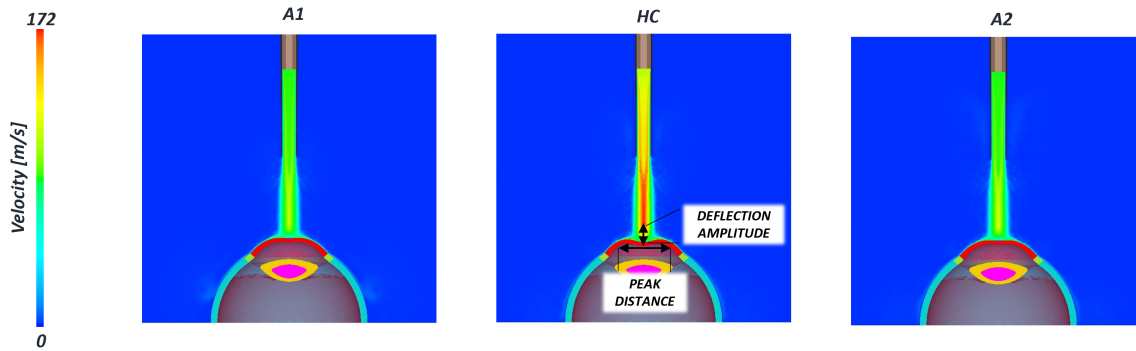 172
Velocity [m/s]
0
A1
HC
DEFLECTION
AMPLITUDE
PEAK
DISTANCE
A2